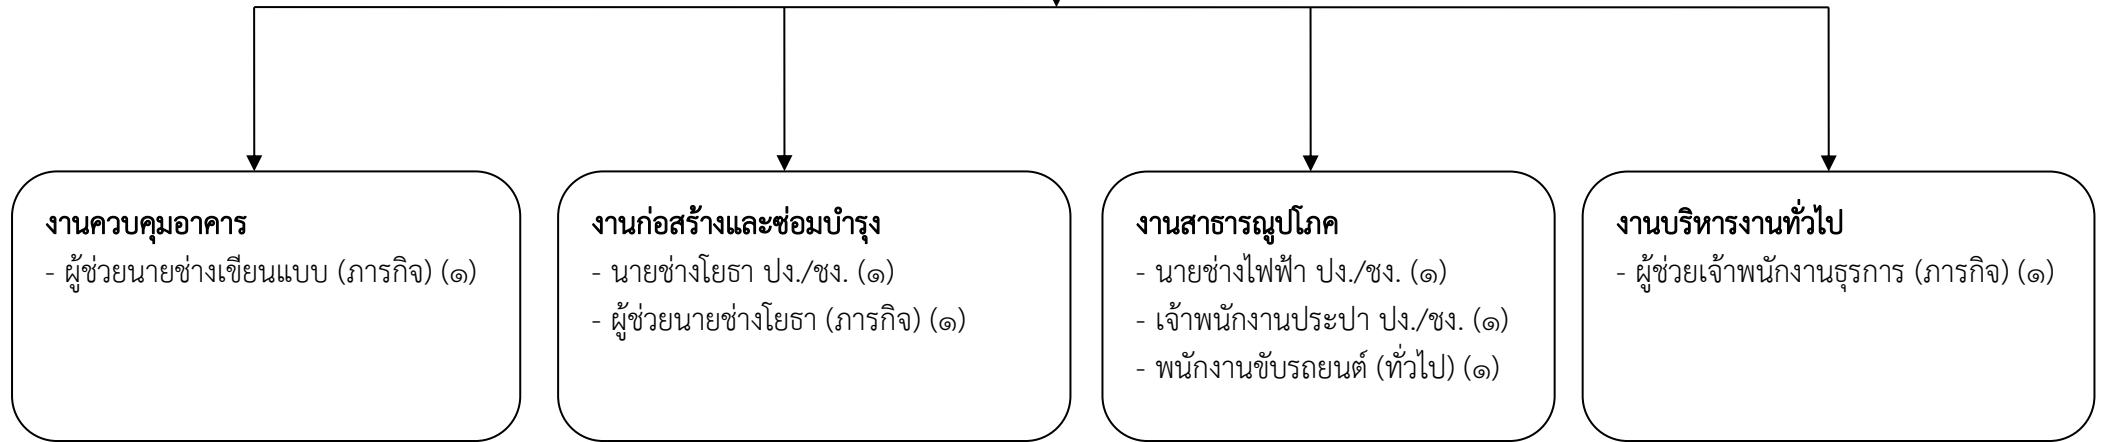 งานควบคุมอาคาร
- ผู้ช่วยนายช่างเขียนแบบ (ภารกิจ) (๑)
งานก่อสร้างและซ่อมบำรุง
- นายช่างโยธา ปง./ชง. (๑)
- ผู้ช่วยนายช่างโยธา (ภารกิจ) (๑)
งานสาธารณูปโภค
- นายช่างไฟฟ้า ปง./ชง. (๑)
- เจ้าพนักงานประปา ปง./ชง. (๑)
- พนักงานขับรถยนต์ (ทั่วไป) (๑)
งานบริหารงานทั่วไป
- ผู้ช่วยเจ้าพนักงานธุรการ (ภารกิจ) (๑)